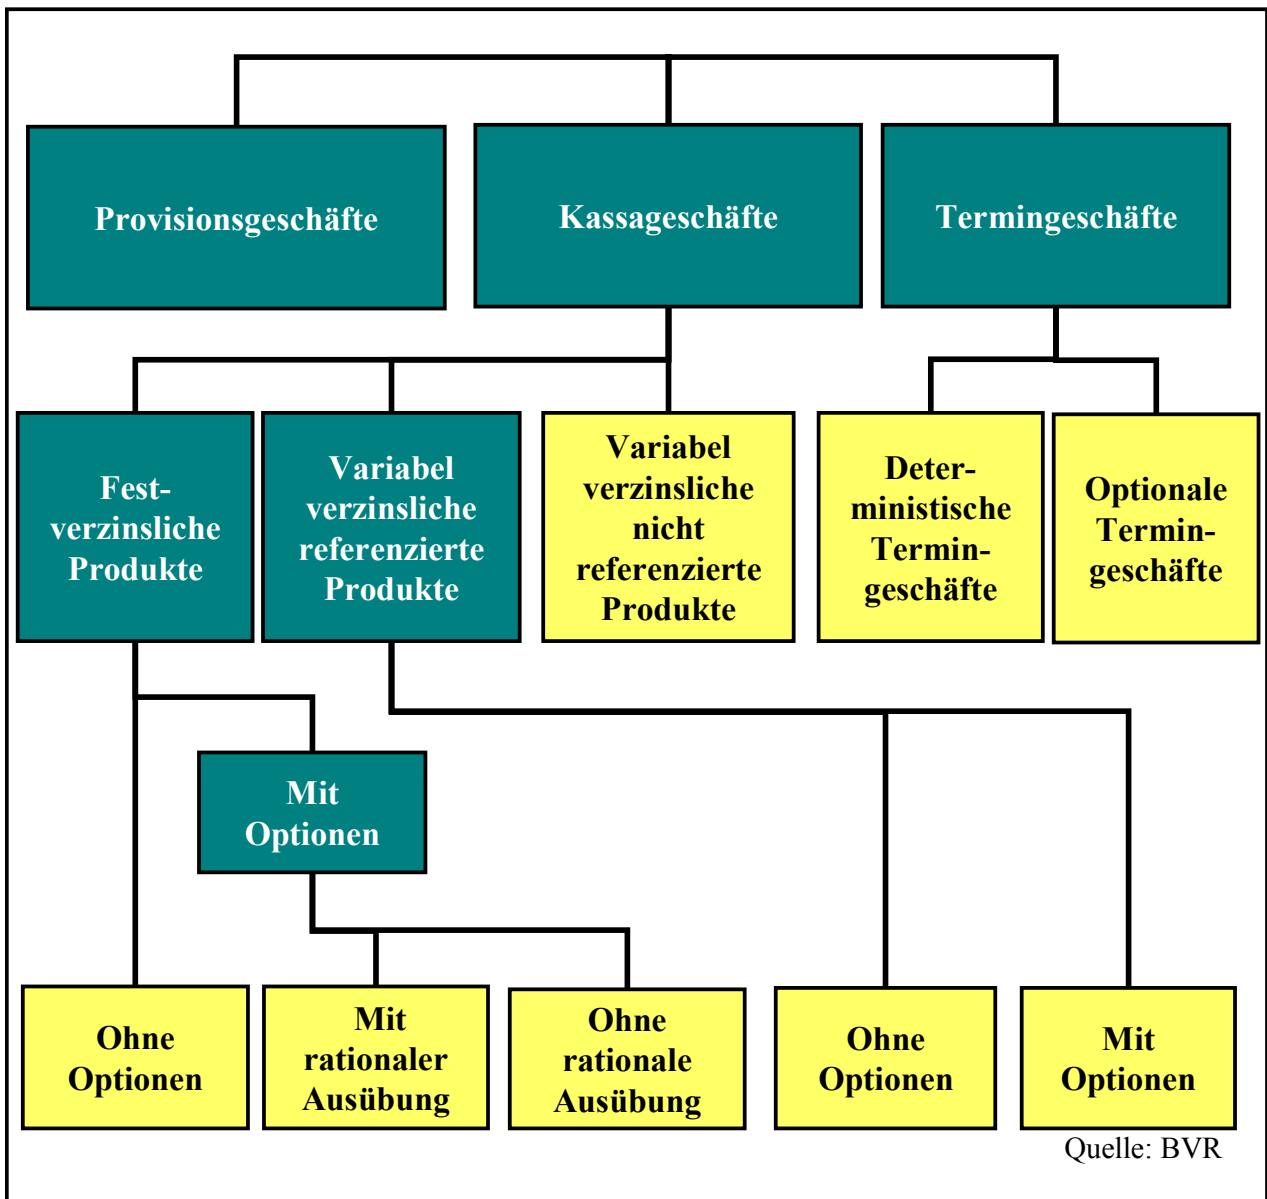 Provisionsgeschäfte
Kassageschäfte
Termingeschäfte
Fest-
verzinsliche
Produkte
Variabel
verzinsliche
referenzierte
Produkte
Variabel
verzinsliche
nicht
referenzierte
Produkte
Deter-
ministische
Termin-
geschäfte
Optionale
Termin-
geschäfte
Mit
Optionen
Ohne
Optionen
Mit
rationaler
Ausübung
Ohne
rationale
Ausübung
Ohne
Optionen
Mit
Optionen
Quelle: BVR